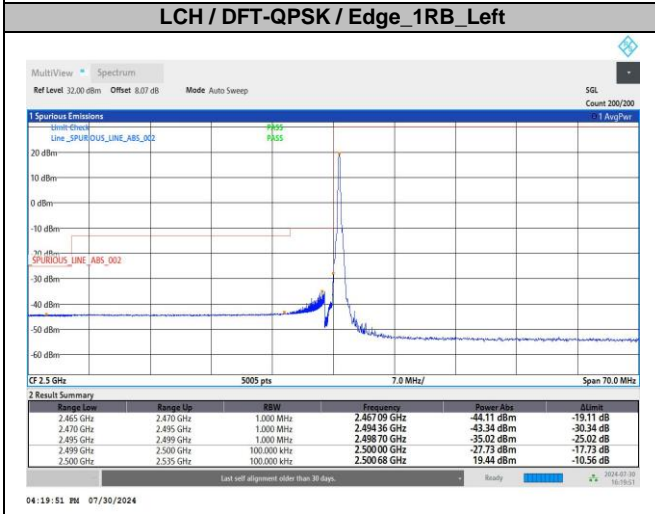 LCH / DFT-QPSK / Edge_1RB_Left
MultiView Spectrum
Ref Level 32.00 dBm Offset 8.07 dB Mode Auto Sweep SGL
Count 200/200
1 Spurious Emissions 1 AvgPwr
Limit Check PASS
Line _SPURIOUS_LINE_ABS_002 PASS
20 dBm
10 dBm
0 dBm
-10 dBm
-20 dBm
_SPURIOUS_LINE_ABS_002
-30 dBm
-40 dBm
-50 dBm
-60 dBm
CF 2.5 GHz 5005 pts 7.0 MHz/ Span 70.0 MHz
2 Result Summary
Range Low Range Up RBW Frequency Power Abs ΔLimit
2.465 GHz 2.470 GHz 1.000 MHz 2.467 09 GHz -44.11 dBm -19.11 dB
2.470 GHz 2.495 GHz 1.000 MHz 2.494 36 GHz -43.34 dBm -30.34 dB
2.495 GHz 2.499 GHz 1.000 MHz 2.498 70 GHz -35.02 dBm -25.02 dB
2.499 GHz 2.500 GHz 100.000 kHz 2.500 00 GHz -27.73 dBm -17.73 dB
2.500 GHz 2.535 GHz 100.000 kHz 2.500 68 GHz 19.44 dBm -10.56 dB
Last self alignment older than 30 days. Ready 2024-07-30
16:19:51
04:19:51 PM 07/30/2024